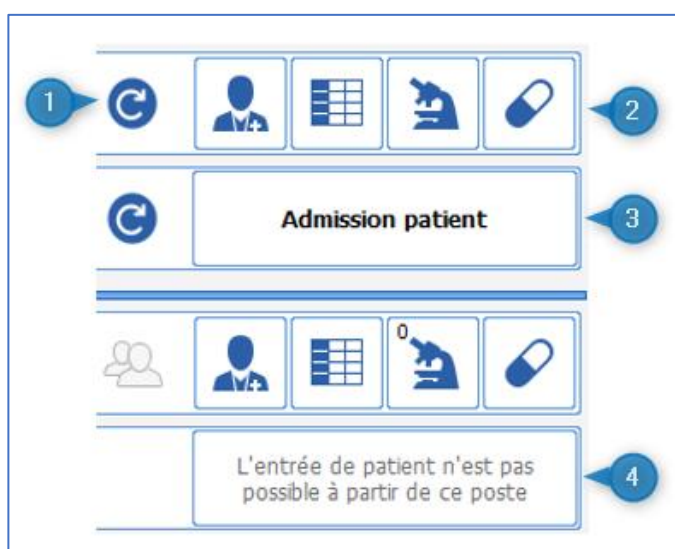 1
2
Admission patient
3
0
L'entrée de patient n'est pas
possible à partir de ce poste
4